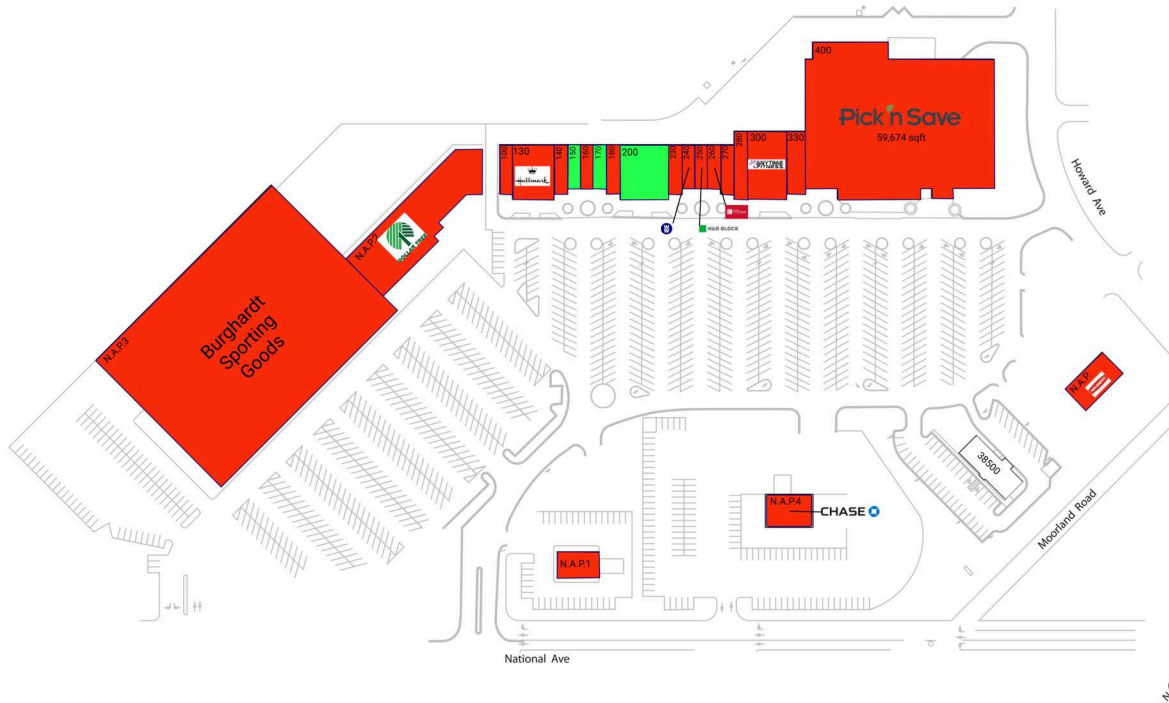 400
Pick'n Save
59,674 sqft
100
130
Hallmark
140
150
160
170
180
200
230
240
250
260
270
280
300
ANYTIME
FITNESS
330
W
H&R BLOCK
Howard Ave
N.A.P.2
DOLLAR TREE
N.A.P.3
Burghardt
Sporting
Goods
N.A.P.
38500
N.A.P.4
CHASE
N.A.P.1
Moorland Road
National Ave